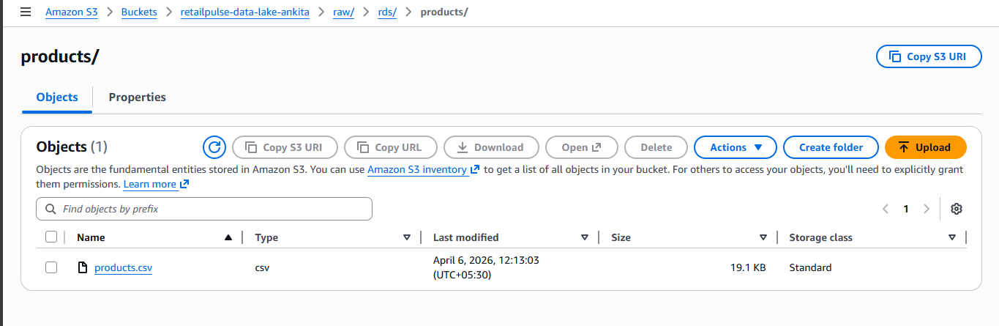 Amazon S3 > Buckets > retailpulse-data-lake-ankita > raw/ > rds/ > products/
products/
Copy S3 URI
Objects
Properties
Objects (1)
Copy S3 URI
Copy URL
Download
Open
Delete
Actions
Create folder
Upload
Objects are the fundamental entities stored in Amazon S3. You can use Amazon S3 inventory to get a list of all objects in your bucket. For others to access your objects, you'll need to explicitly grant
them permissions. Learn more
Find objects by prefix
1
Name Type Last modified Size Storage class
products.csv csv April 6, 2026, 12:13:03 (UTC+05:30) 19.1 KB Standard